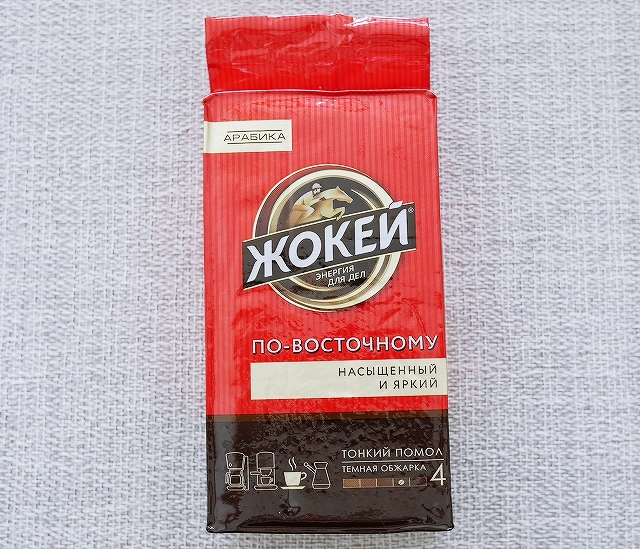 АРАБИКА
ЖОКЕЙ®
ЭНЕРГИЯ
ДЛЯ ДЕЛ
ПО-ВОСТОЧНОМУ
НАСЫЩЕННЫЙ
И ЯРКИЙ
ТОНКИЙ ПОМОЛ
ТЕМНАЯ ОБЖАРКА
4